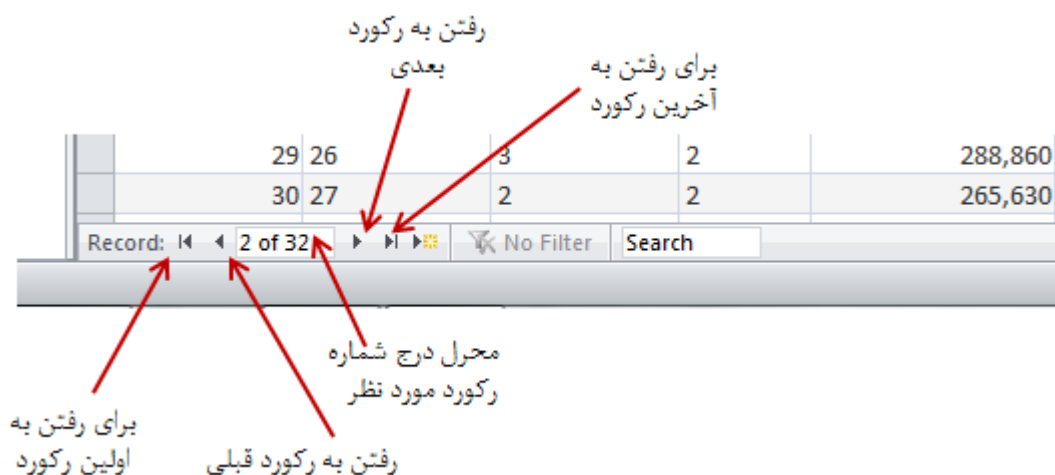 رفتن به رکورد
بعدی
برای رفتن به
آخرین رکورد
29 26 3 2 288,860
30 27 2 2 265,630
Record: 2 of 32 No Filter Search
محرل درج شماره
رکورد مورد نظر
برای رفتن به
اولین رکورد
رفتن به رکورد قبلی